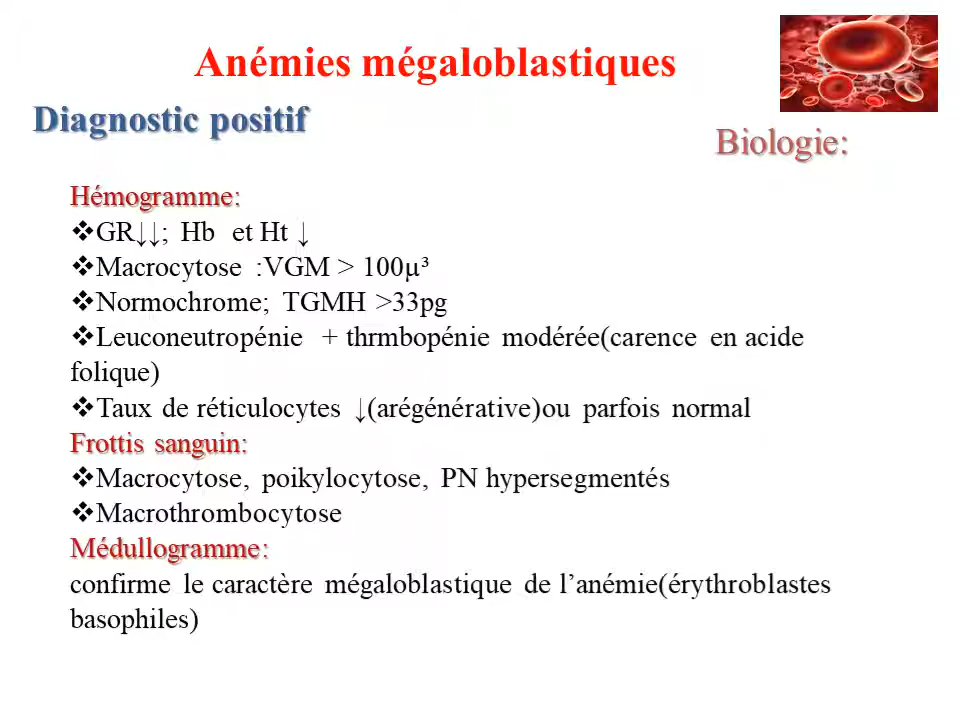 Anémies mégaloblastiques
Diagnostic positif
Biologie:
Hémogramme:
❖GR↓↓; Hb et Ht ↓
❖Macrocytose :VGM > 100µ³
❖Normochrome; TGMH >33pg
❖Leuconeutropénie + thrmbopénie modérée(carence en acide
folique)
❖Taux de réticulocytes ↓(arégénérative)ou parfois normal
Frottis sanguin:
❖Macrocytose, poikylocytose, PN hypersegmentés
❖Macrothrombocytose
Médullogramme:
confirme le caractère mégaloblastique de l’anémie(érythroblastes
basophiles)